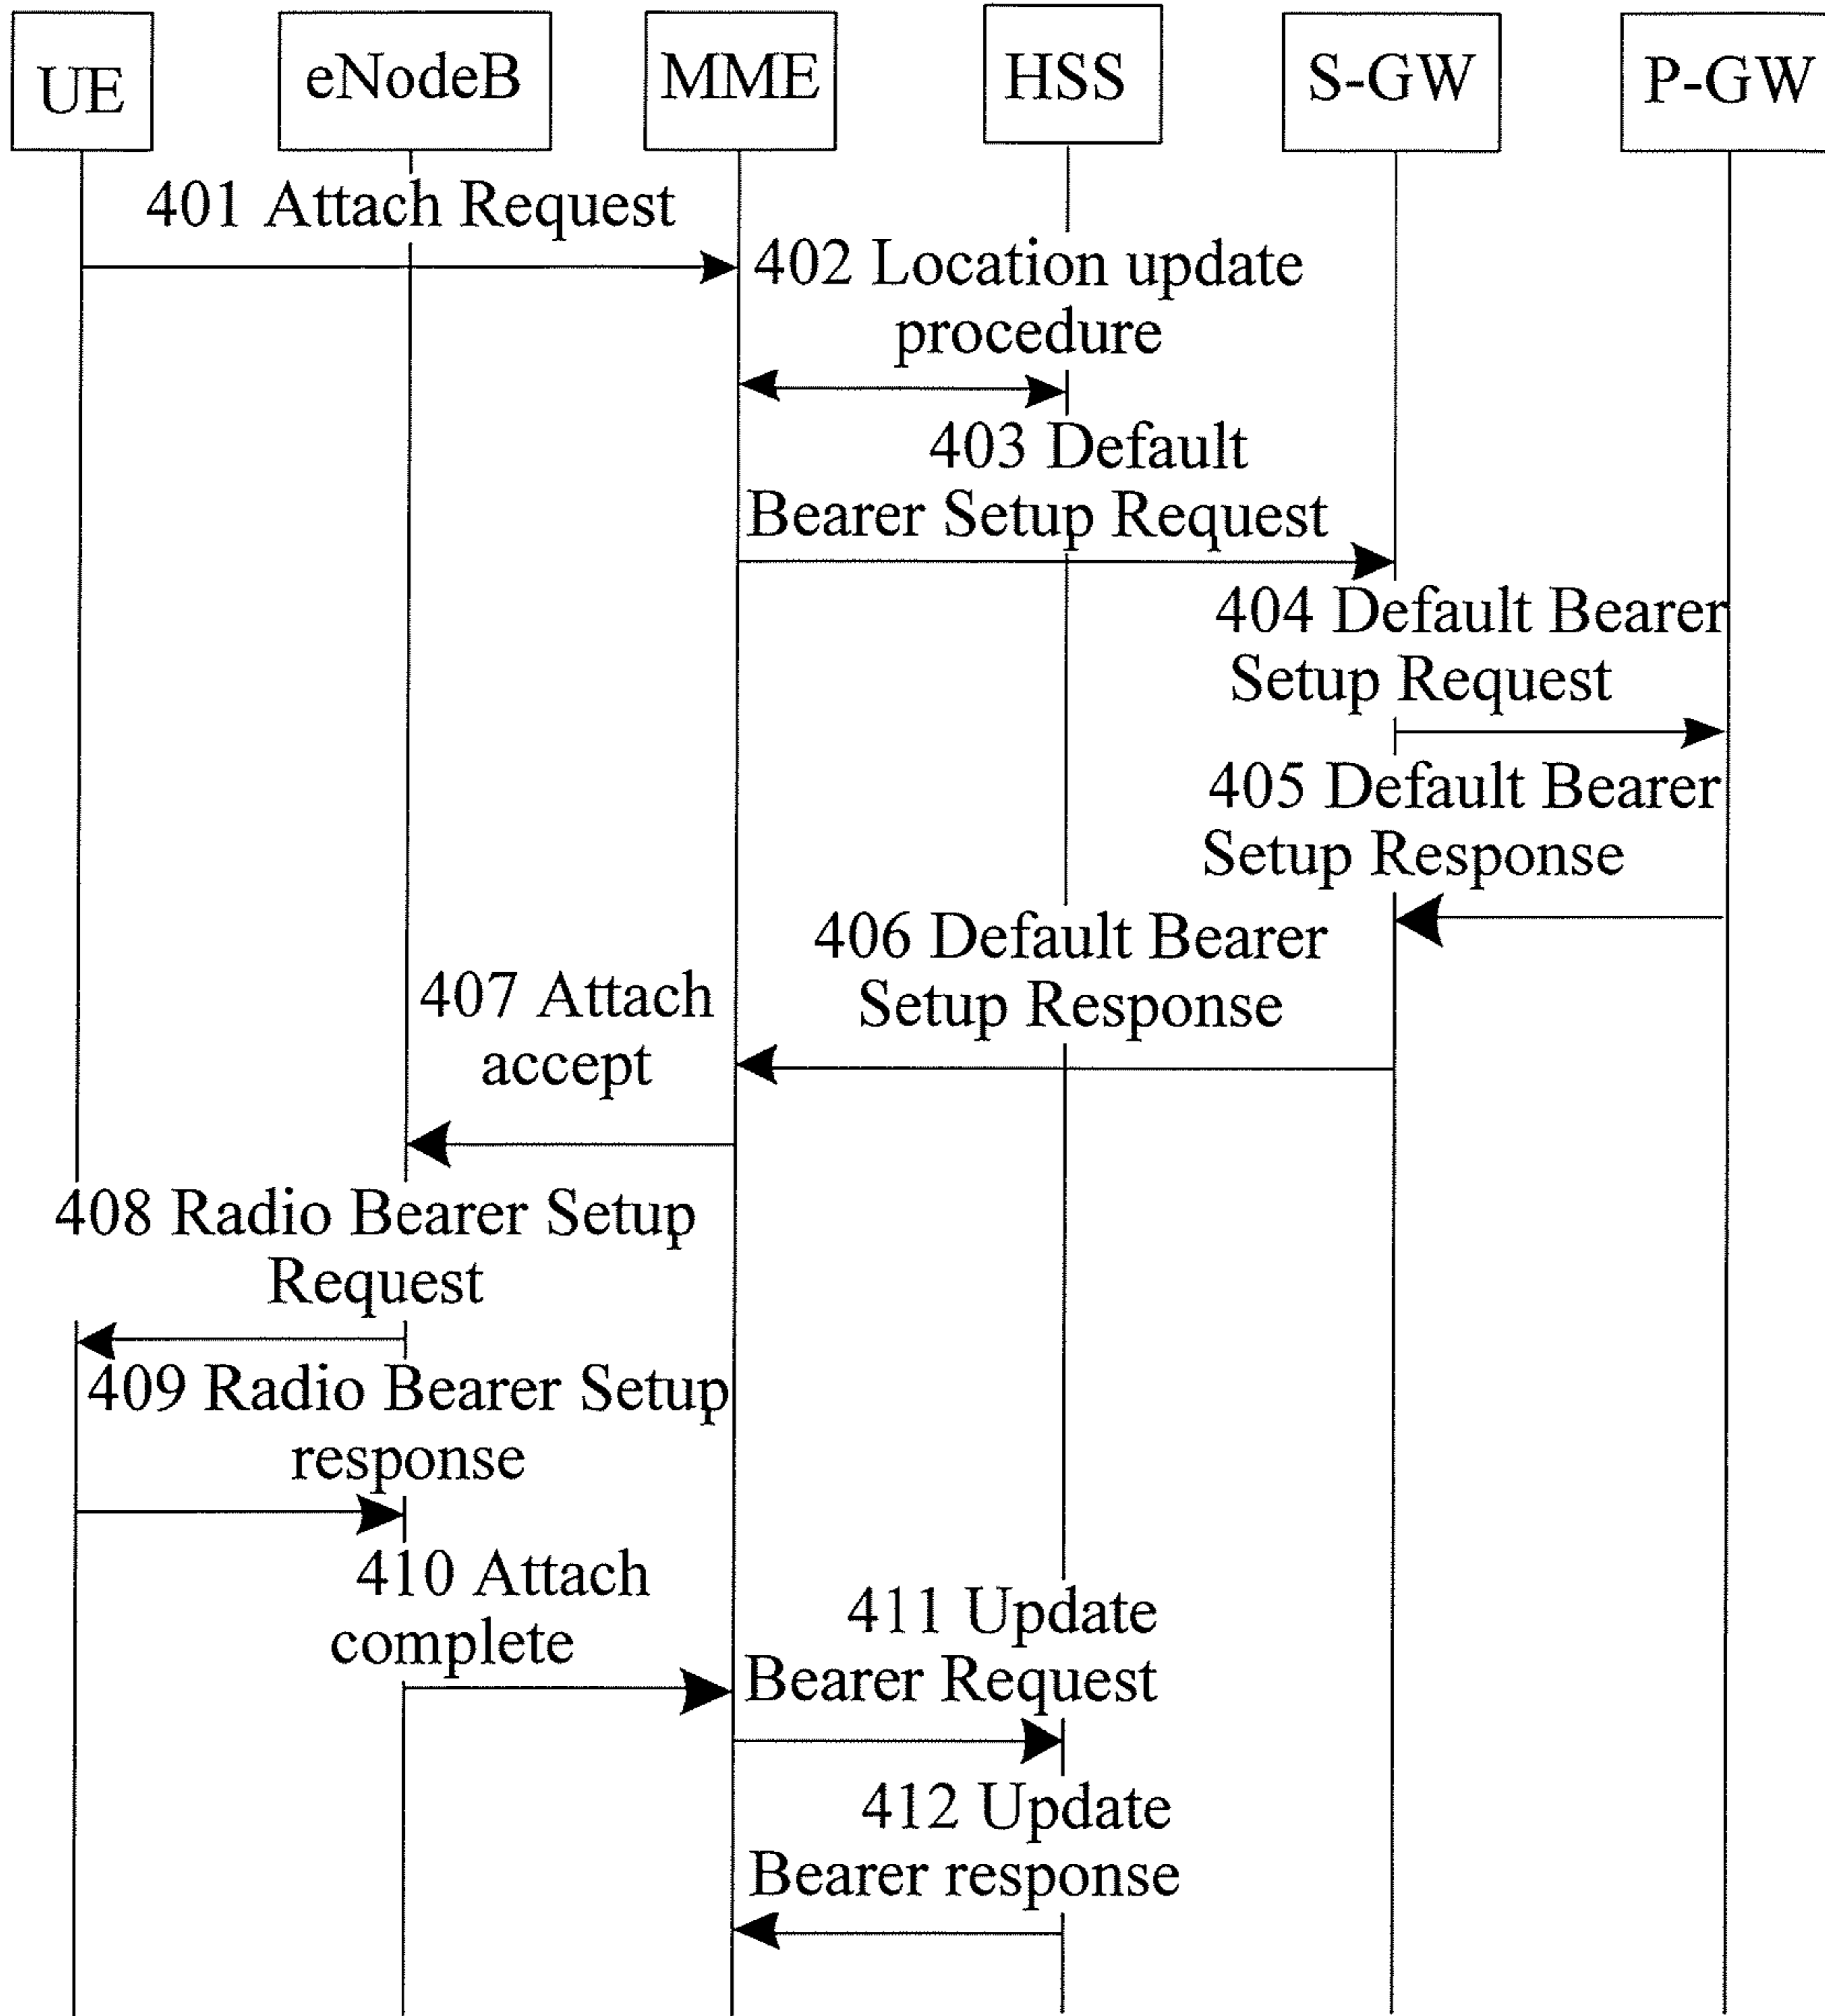 UE
eNodeB
MME
HSS
S-GW
P-GW
401 Attach Request
402 Location update
procedure
403 Default
Bearer Setup Request
404 Default Bearer
Setup Request
405 Default Bearer
Setup Response
406 Default Bearer
Setup Response
407 Attach
accept
408 Radio Bearer Setup
Request
409 Radio Bearer Setup
response
410 Attach
complete
411 Update
Bearer Request
412 Update
Bearer response